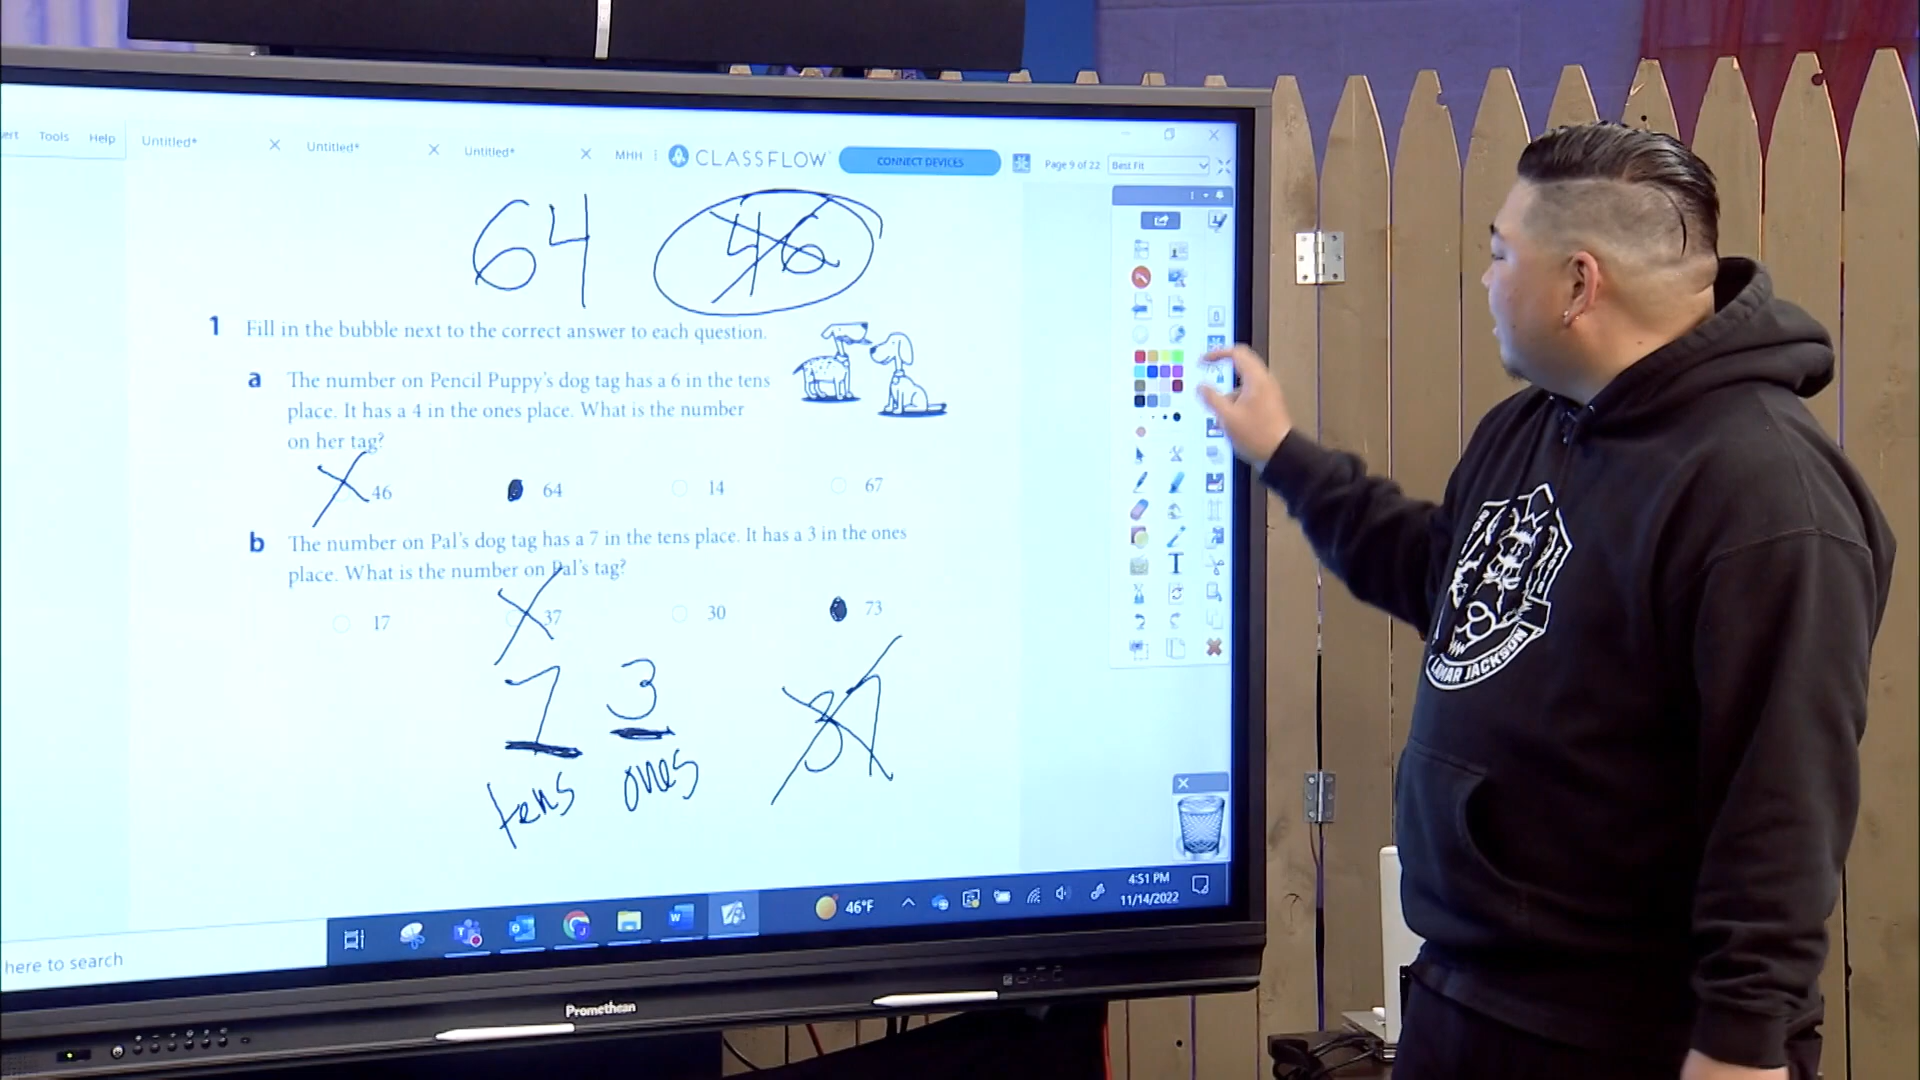 ert Tools Help Untitled* Untitled* Untitled* MHH CLASSFLOW CONNECT DEVICES Page 9 of 22 Best Fit
64 46
1 Fill in the bubble next to the correct answer to each question.
a The number on Pencil Puppy's dog tag has a 6 in the tens
place. It has a 4 in the ones place. What is the number
on her tag?
46 64 14 67
b The number on Pal's dog tag has a 7 in the tens place. It has a 3 in the ones
place. What is the number on Pal's tag?
17 37 30 73
7 3 37
tens ones
46°F 4:51 PM
11/14/2022
here to search
Promethean
LAMAR JACKSON